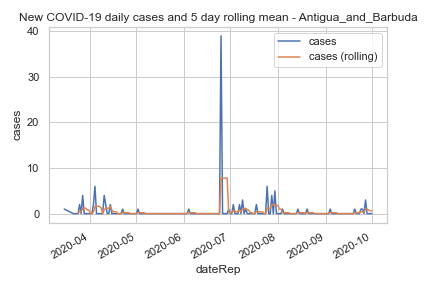 New COVID-19 daily cases and 5 day rolling mean - Antigua_and_Barbuda
cases
cases (rolling)
cases
40
30
20
10
0
2020-04
2020-05
2020-06
2020-07
2020-08
2020-09
2020-10
dateRep